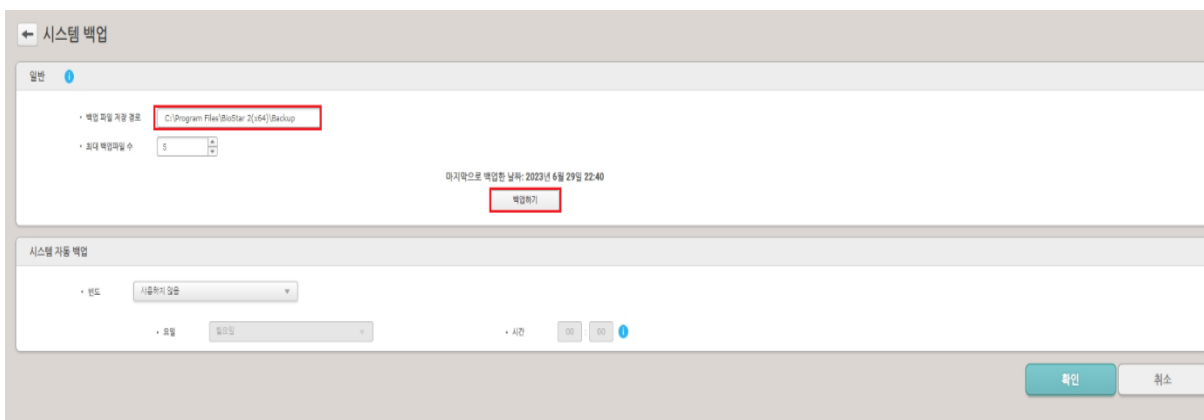 시스템 백업
일반
• 백업 파일 저장 경로 C:\Program Files\BioStar 2(x64)\Backup
• 최대 백업파일 수 5
마지막으로 백업한 날짜: 2023년 6월 29일 22:40
백업하기
시스템 자동 백업
• 빈도 사용하지 않음
• 요일 일요일 • 시간 00 : 00
확인 취소